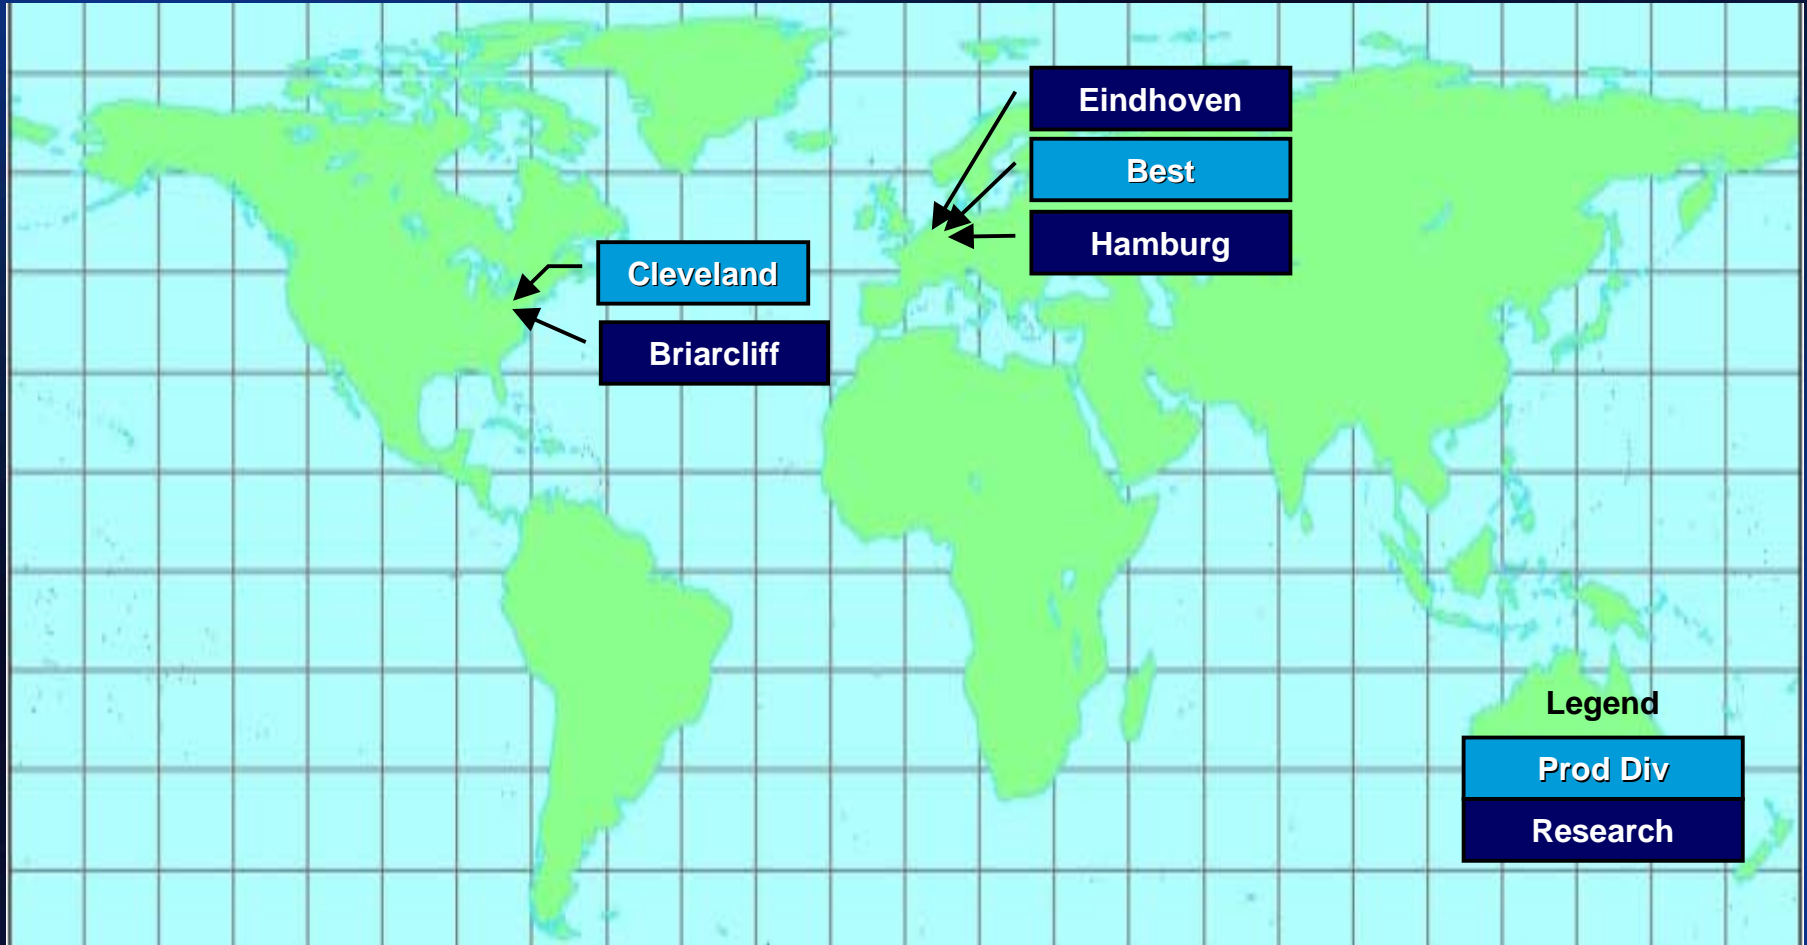 Eindhoven
Best
Hamburg
Cleveland
Briarcliff
Legend
Prod Div
Research